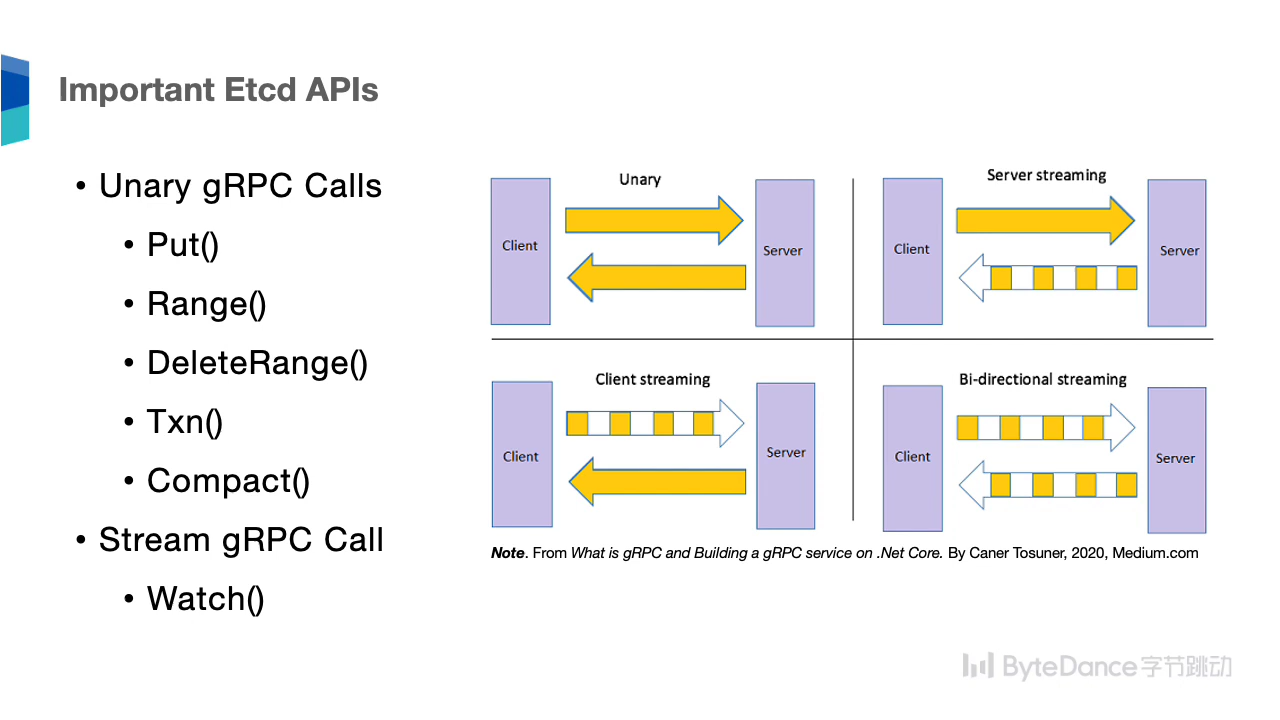 Important Etcd APIs
• Unary gRPC Calls
• Put()
• Range()
• DeleteRange()
• Txn()
• Compact()
• Stream gRPC Call
• Watch()
Unary
Client
Server
Server streaming
Client
Server
Client streaming
Client
Server
Bi-directional streaming
Client
Server
Note. From What is gRPC and Building a gRPC service on .Net Core. By Caner Tosuner, 2020, Medium.com
ByteDance字节跳动